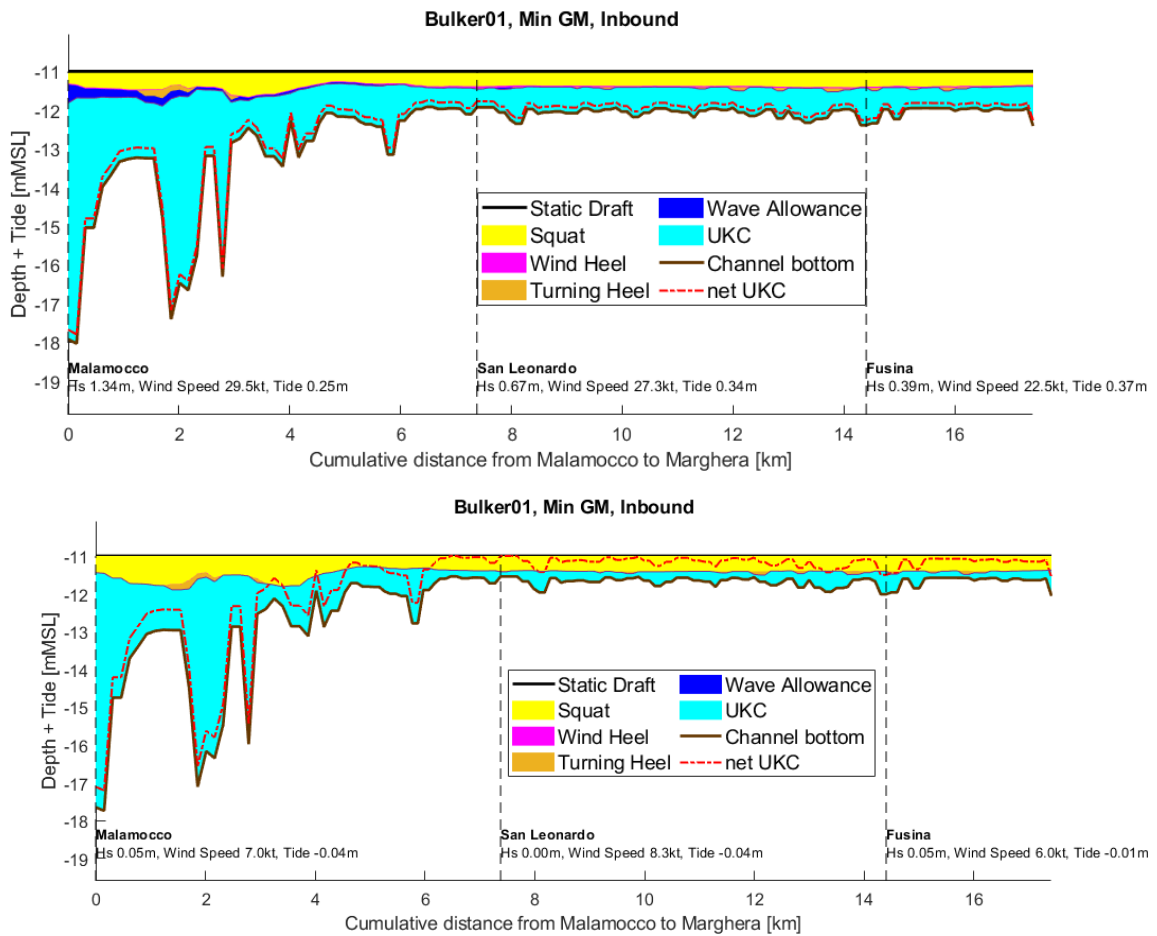 Bulker01, Min GM, Inbound
Depth + Tide [mMSL]
-11
-12
-13
-14
-15
-16
-17
-18
-19
Static Draft
Squat
Wind Heel
Turning Heel
Wave Allowance
UKC
Channel bottom
net UKC
Malamocco
Hs 1.34m, Wind Speed 29.5kt, Tide 0.25m
San Leonardo
Hs 0.67m, Wind Speed 27.3kt, Tide 0.34m
Fusina
Hs 0.39m, Wind Speed 22.5kt, Tide 0.37m
0 2 4 6 8 10 12 14 16
Cumulative distance from Malamocco to Marghera [km]
Bulker01, Min GM, Inbound
Depth + Tide [mMSL]
-11
-12
-13
-14
-15
-16
-17
-18
-19
Static Draft
Squat
Wind Heel
Turning Heel
Wave Allowance
UKC
Channel bottom
net UKC
Malamocco
Hs 0.05m, Wind Speed 7.0kt, Tide -0.04m
San Leonardo
Hs 0.00m, Wind Speed 8.3kt, Tide -0.04m
Fusina
Hs 0.05m, Wind Speed 6.0kt, Tide -0.01m
0 2 4 6 8 10 12 14 16
Cumulative distance from Malamocco to Marghera [km]